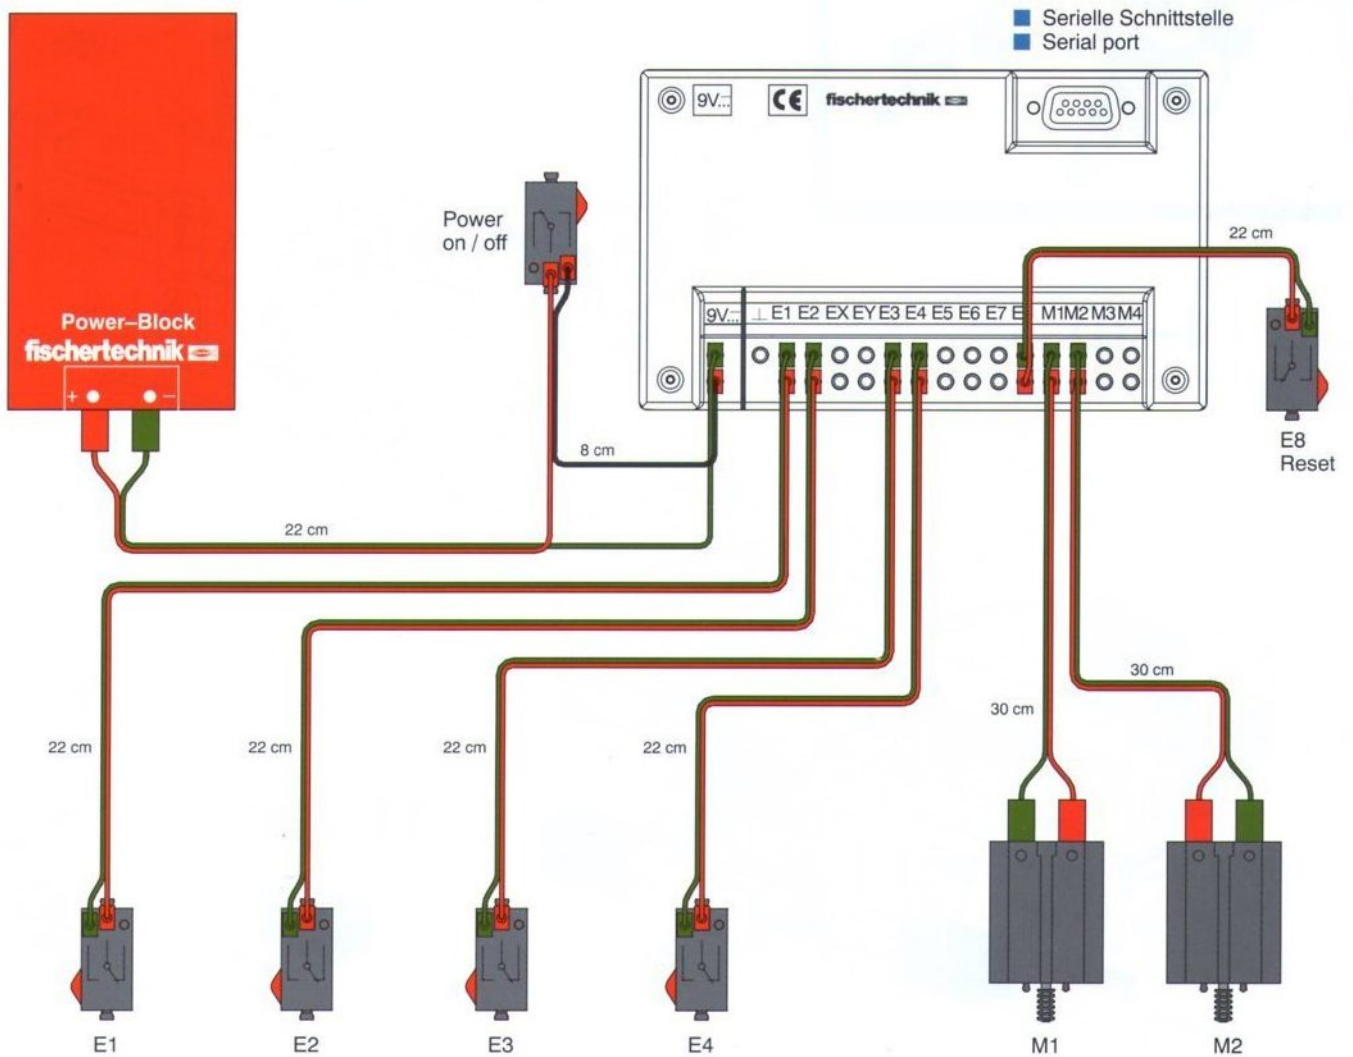 Serielle Schnittstelle
Serial port
9V...
CE
fischertechnik
Power
on / off
22 cm
Power–Block
fischertechnik
+ –
9V... ⊥ E1 E2 EX EY E3 E4 E5 E6 E7 M1 M2 M3 M4
8 cm
E8
Reset
22 cm
30 cm
30 cm
22 cm
22 cm
22 cm
22 cm
E1
E2
E3
E4
M1
M2